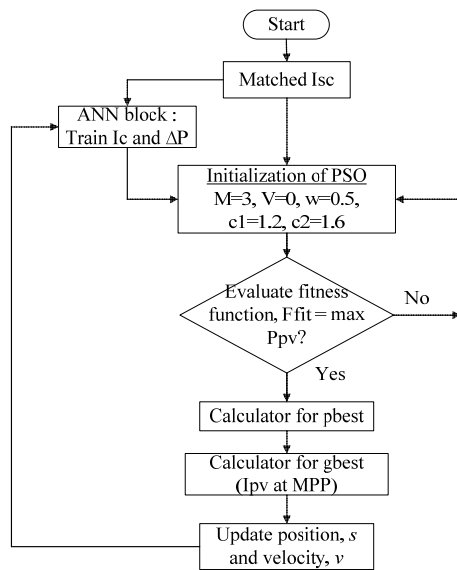 Start
Matched Isc
ANN block :
Train Ic and ΔP
Initialization of PSO
M=3, V=0, w=0.5,
c1=1.2, c2=1.6
Evaluate fitness
function, Ffit = max
Ppv?
No
Yes
Calculator for pbest
Calculator for gbest
(Ipv at MPP)
Update position, s
and velocity, v